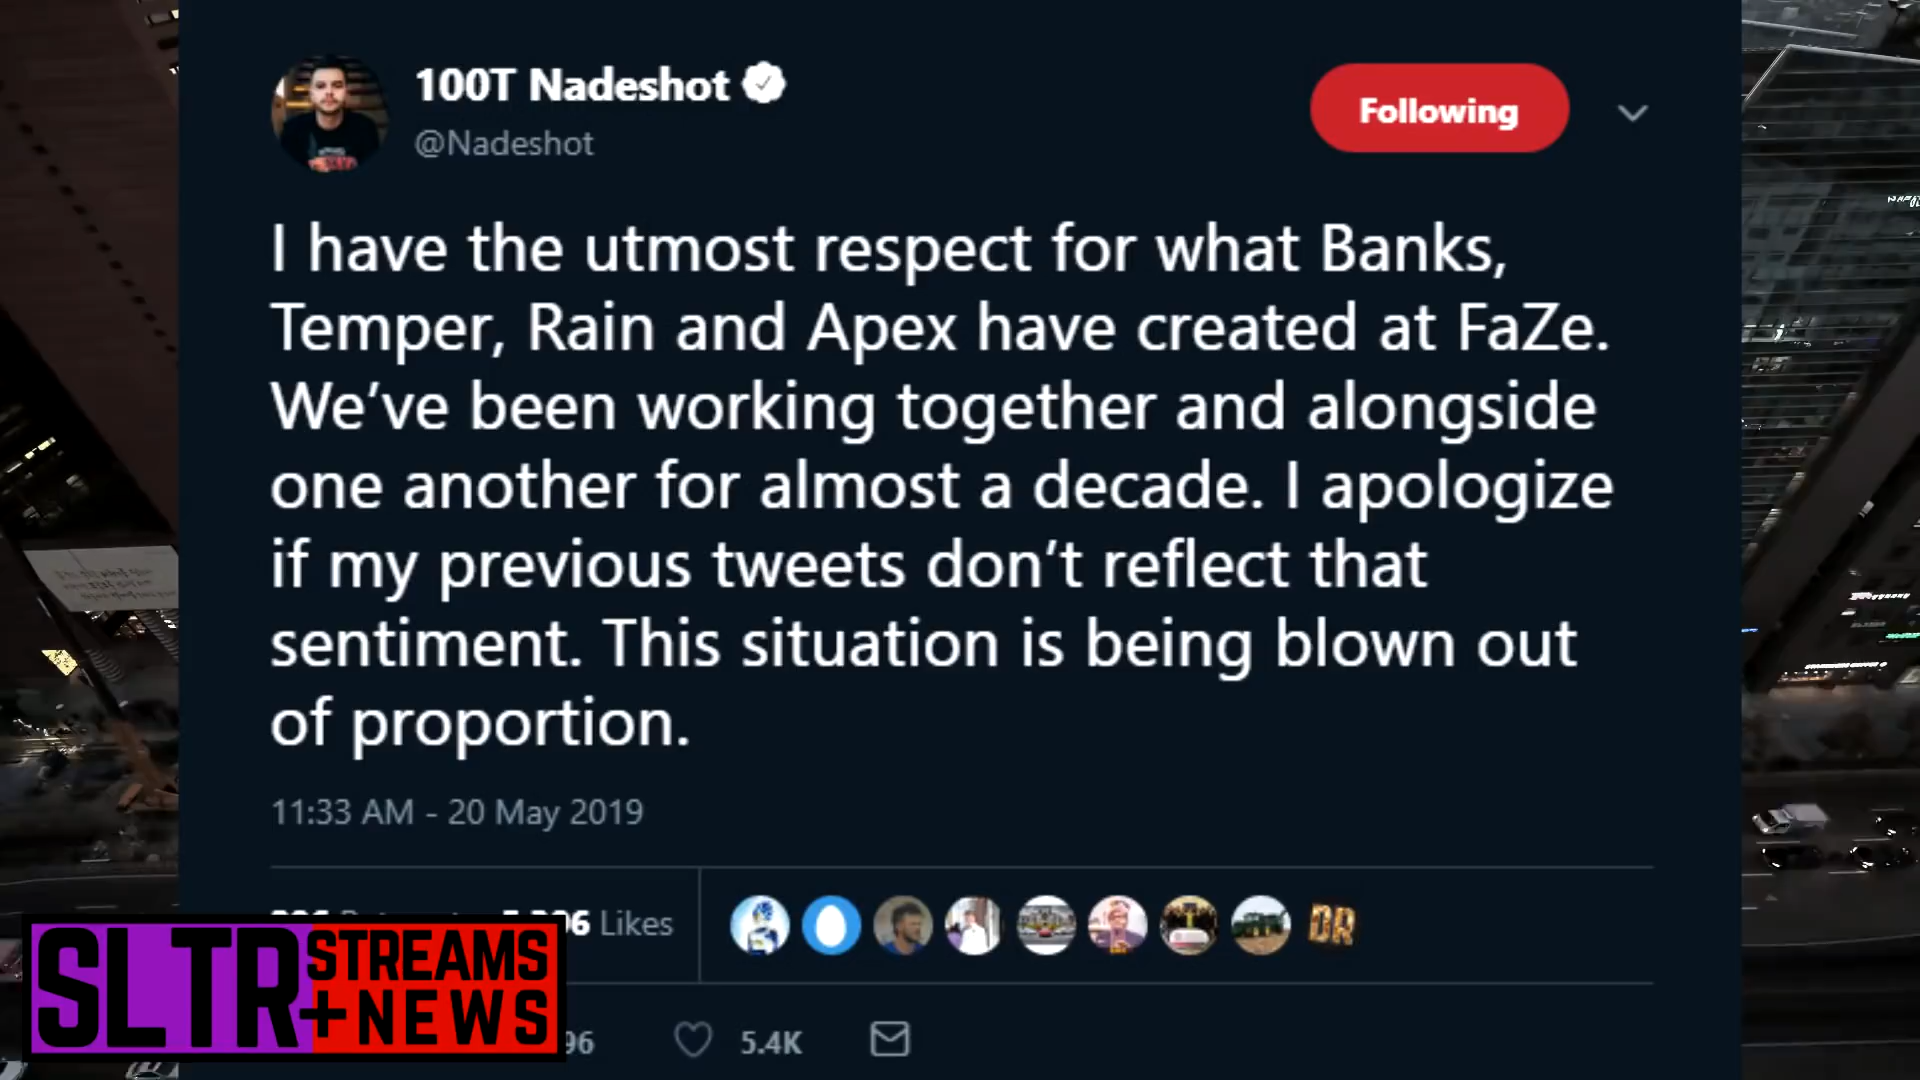 100T Nadeshot
@Nadeshot
Following
I have the utmost respect for what Banks,
Temper, Rain and Apex have created at FaZe.
We’ve been working together and alongside
one another for almost a decade. I apologize
if my previous tweets don’t reflect that
sentiment. This situation is being blown out
of proportion.
11:33 AM - 20 May 2019
Likes
DR
SLTR STREAMS
+NEWS
96
5.4K